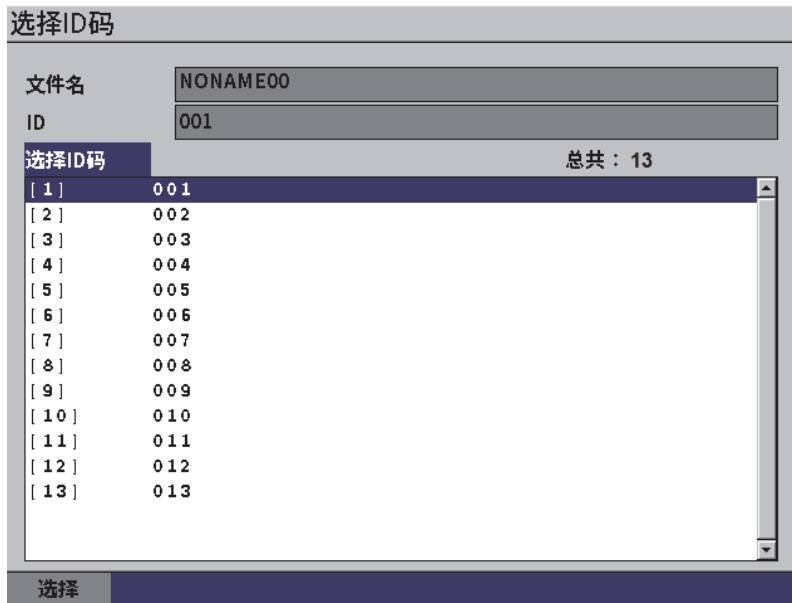 选择ID码
文件名 NONAME00
ID 001
选择ID码 总共：13
[1] 001
[2] 002
[3] 003
[4] 004
[5] 005
[6] 006
[7] 007
[8] 008
[9] 009
[10] 010
[11] 011
[12] 012
[13] 013
选择